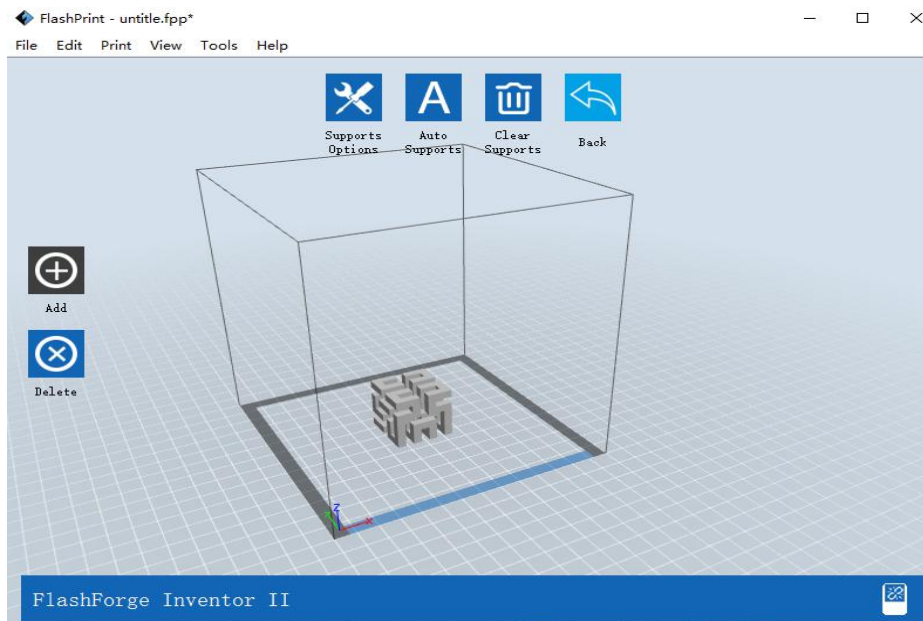 FlashPrint - untitle.fpp*
File Edit Print View Tools Help
Supports
Options
Auto
Supports
Clear
Supports
Back
Add
Delete
Z
x
FlashForge Inventor II